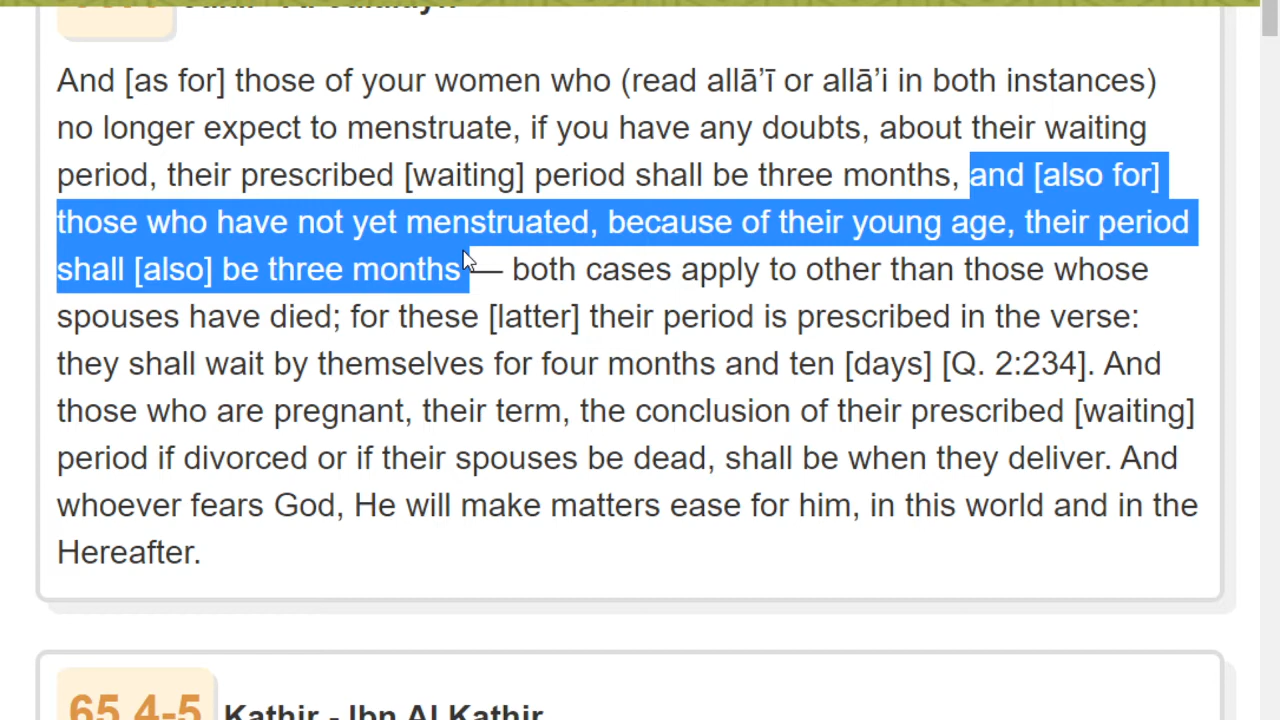 And [as for] those of your women who (read allā’ī or allā’i in both instances)
no longer expect to menstruate, if you have any doubts, about their waiting
period, their prescribed [waiting] period shall be three months, and [also for]
those who have not yet menstruated, because of their young age, their period
shall [also] be three months — both cases apply to other than those whose
spouses have died; for these [latter] their period is prescribed in the verse:
they shall wait by themselves for four months and ten [days] [Q. 2:234]. And
those who are pregnant, their term, the conclusion of their prescribed [waiting]
period if divorced or if their spouses be dead, shall be when they deliver. And
whoever fears God, He will make matters ease for him, in this world and in the
Hereafter.
65.4-5 Kathir - Ibn Al Kathir